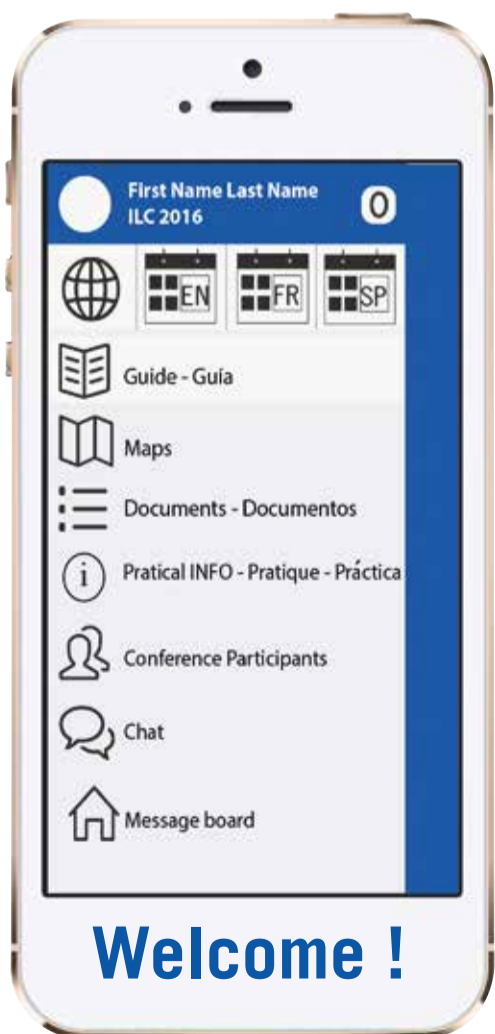 First Name Last Name
ILC 2016
0
EN FR SP
Guide - Guía
Maps
Documents - Documentos
i
Pratical INFO - Pratique - Práctica
Conference Participants
Chat
Message board
Welcome !